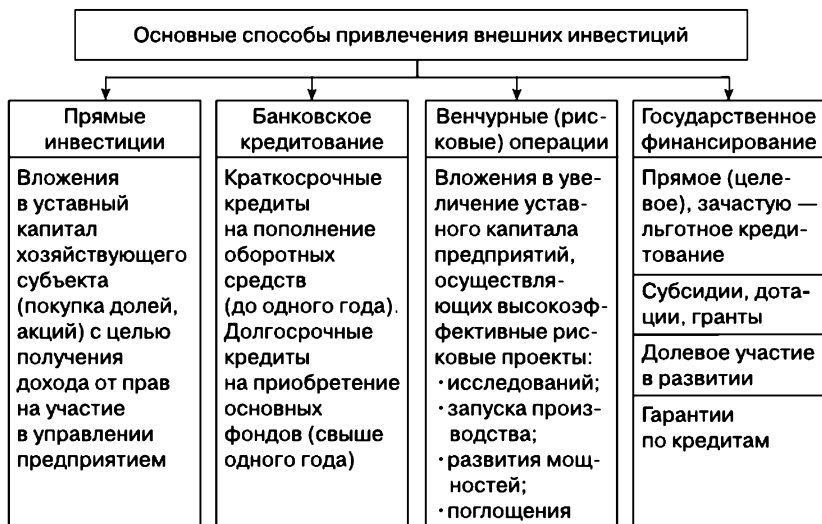 Основные способы привлечения внешних инвестиций
Прямые
инвестиции
Вложения
в уставный
капитал
хозяйствующего
субъекта
(покупка долей,
акций) с целью
получения
дохода от прав
на участие
в управлении
предприятием
Банковское
кредитование
Краткосрочные
кредиты
на пополнение
оборотных
средств
(до одного года).
Долгосрочные
кредиты
на приобретение
основных
фондов (свыше
одного года)
Венчурные (рис-
ковые) операции
Вложения в уве-
личение устав-
ного капитала
предприятий,
осуществля-
ющих высокоэф-
фективные рис-
ковые проекты:
· исследований;
· запуска произ-
водства;
· развития мощ-
ностей;
· поглощения
Государственное
финансирование
Прямое (целе-
вое), зачастую —
льготное креди-
тование
Субсидии, дота-
ции, гранты
Долевое участие
в развитии
Гарантии
по кредитам